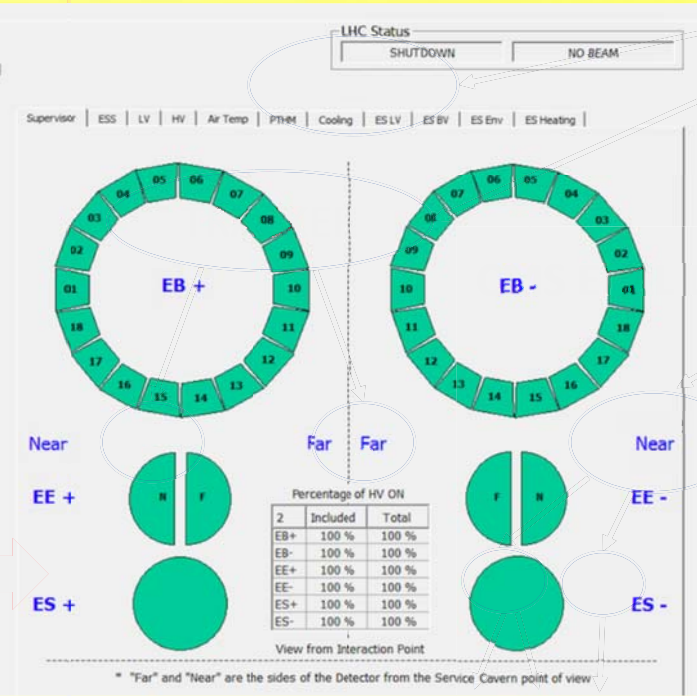 LHC Status
SHUTDOWN NO BEAM
Supervisor ESS LV HV Air Temp PTHM Cooling ES LV ES BV ES Env ES Heating
05 06 06 05
04 07 07 04
03 08 08 03
02 09 09 02
EB + EB -
01 10 10 01
18 11 11 18
17 12 12 17
16 13 13 16
15 14 14 15
Near Far Far Near
EE + N F F N EE -
Percentage of HV ON
2 Included Total
EB+ 100 % 100 %
EB- 100 % 100 %
EE+ 100 % 100 %
EE- 100 % 100 %
ES+ 100 % 100 %
ES- 100 % 100 %
ES + ES -
View from Interaction Point
* "Far" and "Near" are the sides of the Detector from the Service Cavern point of view